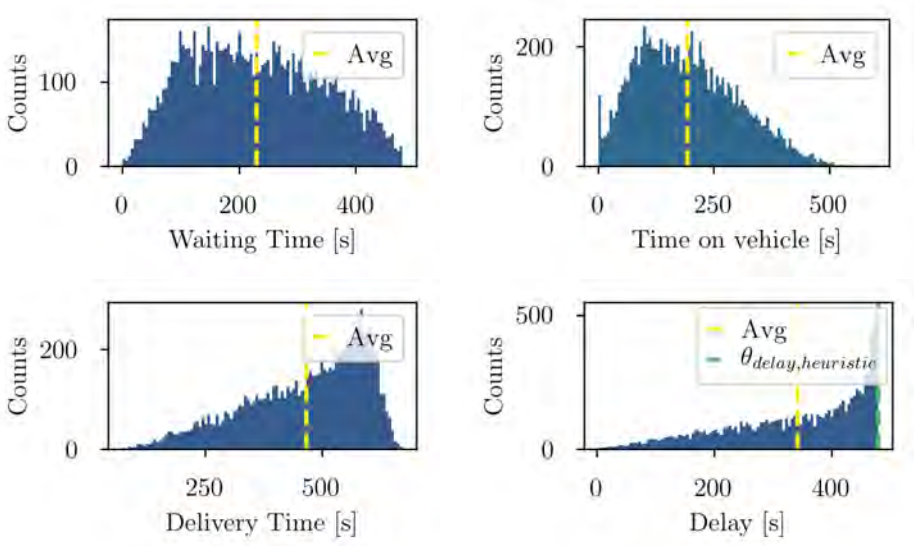 Counts
100
0
Avg
0
200
400
Waiting Time [s]
Counts
200
0
Avg
0
250
500
Time on vehicle [s]
Counts
200
0
Avg
250
500
Delivery Time [s]
Counts
500
0
Avg
θdelay,heuristic
0
200
400
Delay [s]